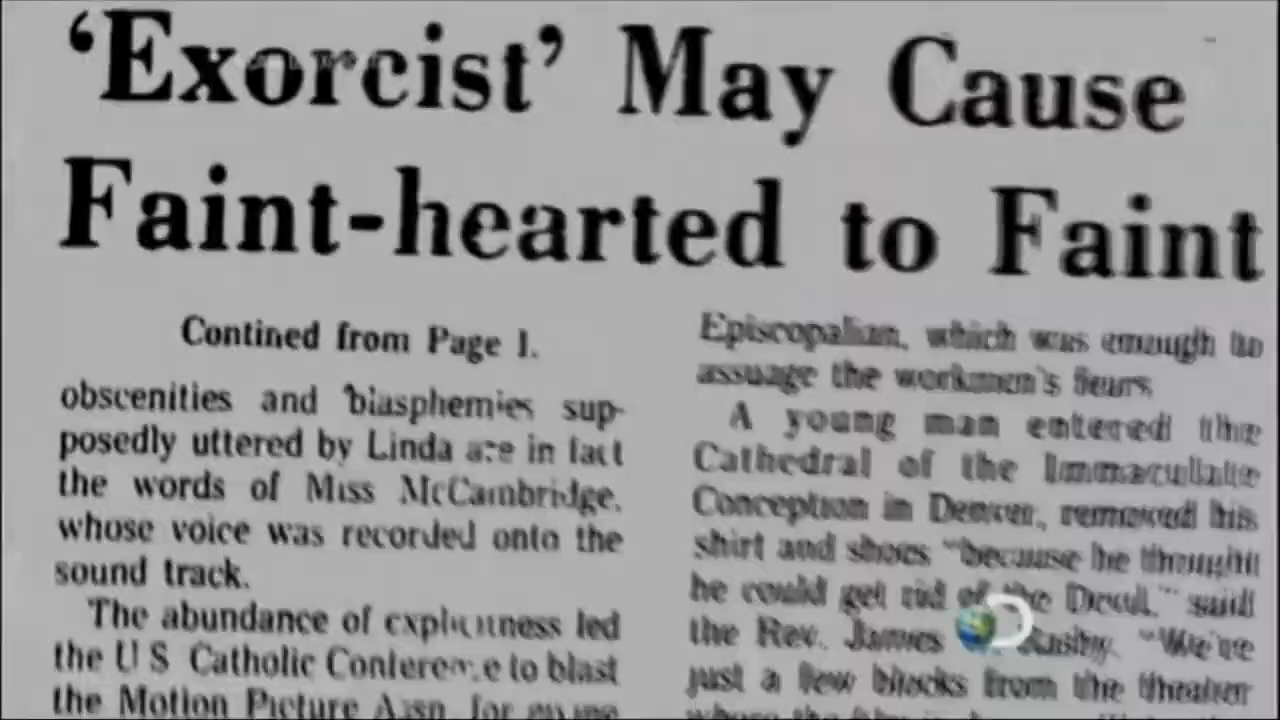 ‘Exorcist’ May Cause
Faint-hearted to Faint
Contined from Page 1.
obscenities and blasphemies sup-
posedly uttered by Linda are in fact
the words of Miss McCambridge,
whose voice was recorded onto the
sound track.
The abundance of explicitness led
the U S Catholic Conference to blast
the Motion Picture Assn. for
Episcopalian, which was enough to
assuage the workmen's fears.
A young man entered the
Cathedral of the Immaculate
Conception in Denver, removed his
shirt and shoes "because he thought
he could get rid of the Devil," said
the Rev. James "We're
just a few blocks from the theater
where the film is